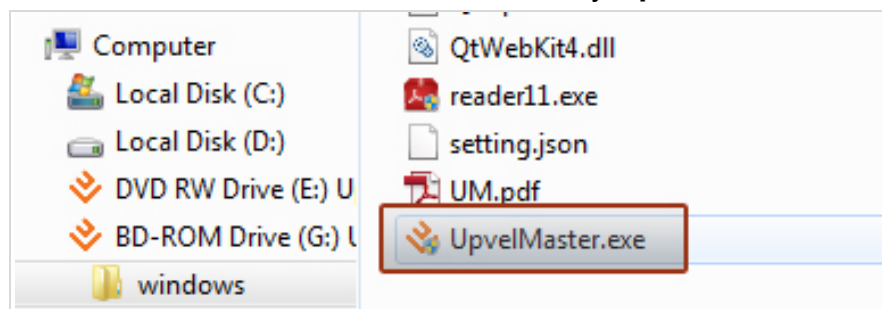 Computer
Local Disk (C:)
Local Disk (D:)
DVD RW Drive (E:) U
BD-ROM Drive (G:) U
windows
QtWebKit4.dll
reader11.exe
setting.json
UM.pdf
UpvelMaster.exe